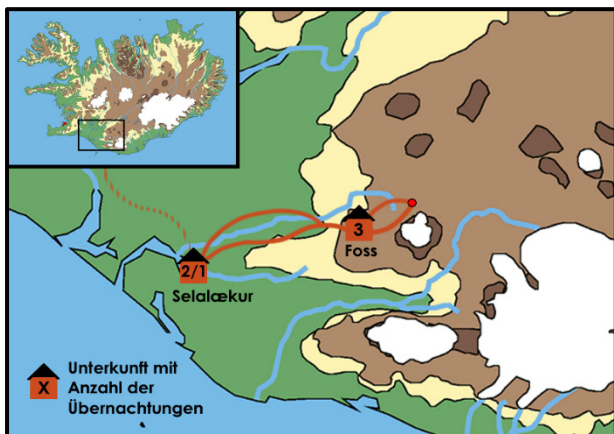 3
Foss
2/1
Selalækur
X
Unterkunft mit
Anzahl der
Übernachtungen